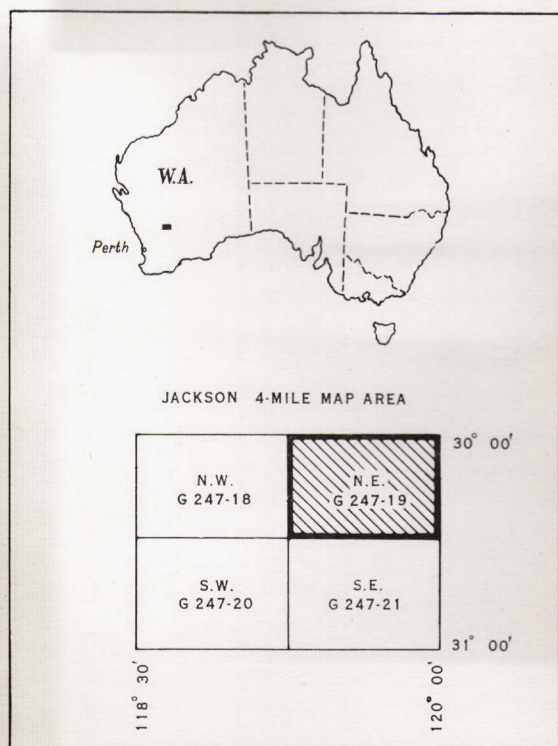 W.A.
Perth
JACKSON 4-MILE MAP AREA
30° 00'
N.W.
G 247-18
N.E.
G 247-19
S.W.
G 247-20
S.E.
G 247-21
31° 00'
118° 30'
120° 00'